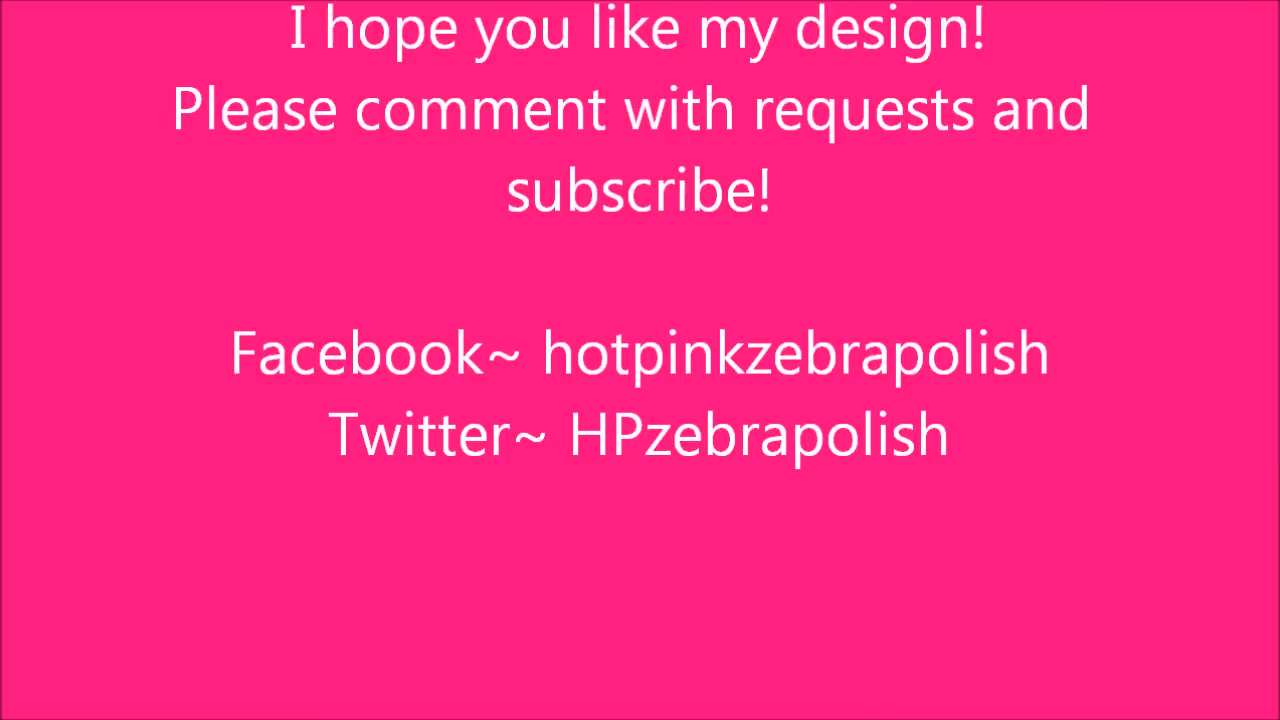 I hope you like my design!
Please comment with requests and
subscribe!
Facebook~ hotpinkzebrapolish
Twitter~ HPzebrapolish